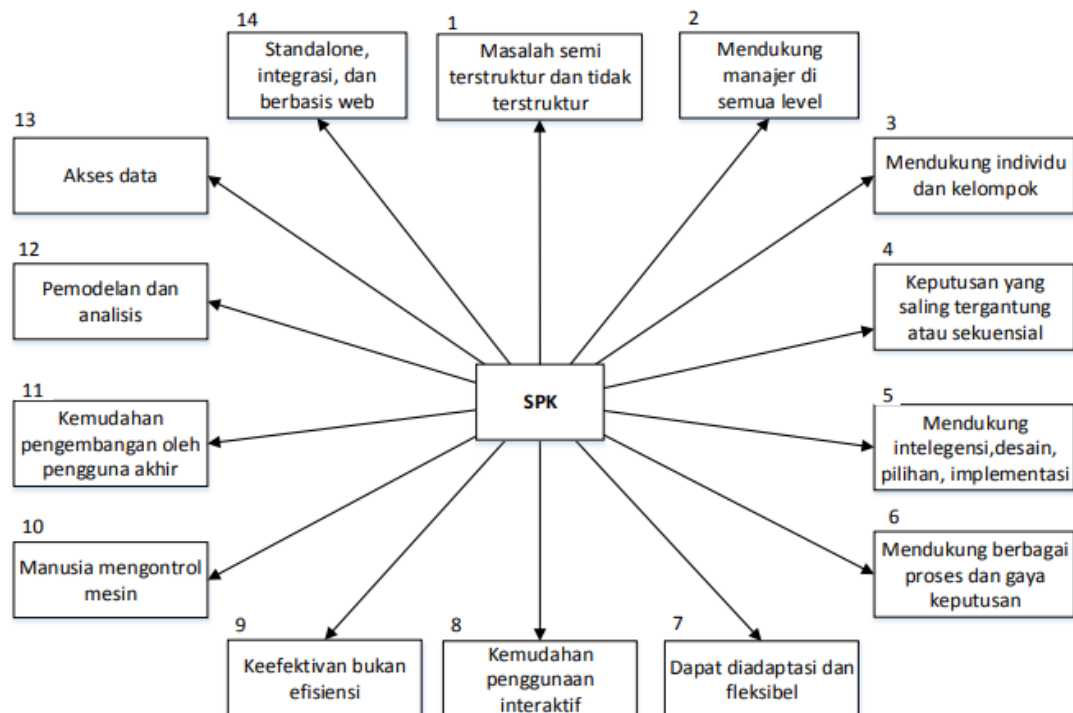 14
Standalone,
integrasi, dan
berbasis web
1
Masalah semi
terstruktur dan tidak
terstruktur
2
Mendukung
manajer di
semua level
13
Akses data
3
Mendukung individu
dan kelompok
12
Pemodelan dan
analisis
4
Keputusan yang
saling tergantung
atau sekuensial
SPK
11
Kemudahan
pengembangan oleh
pengguna akhir
5
Mendukung
intelegensi,desain,
pilihan, implementasi
10
Manusia mengontrol
mesin
6
Mendukung berbagai
proses dan gaya
keputusan
9
Keefektivan bukan
efisiensi
8
Kemudahan
penggunaan
interaktif
7
Dapat diadaptasi dan
fleksibel